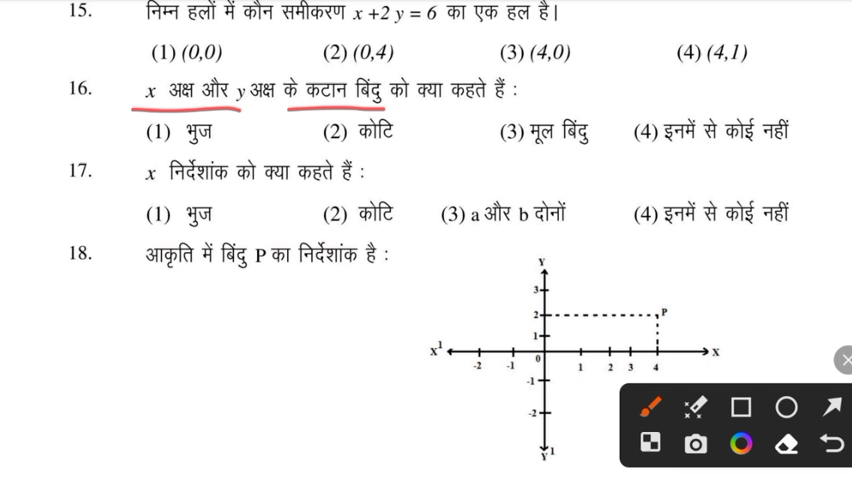 15. निम्न हलों में कौन समीकरण x +2 y = 6 का एक हल है।
(1) (0,0) (2) (0,4) (3) (4,0) (4) (4,1)
16. x अक्ष और y अक्ष के कटान बिंदु को क्या कहते हैं :
(1) भुज (2) कोटि (3) मूल बिंदु (4) इनमें से कोई नहीं
17. x निर्देशांक को क्या कहते हैं :
(1) भुज (2) कोटि (3) a और b दोनों (4) इनमें से कोई नहीं
18. आकृति में बिंदु P का निर्देशांक है :
Y
3
2 P
1
X¹ 0 X
-2 -1 1 2 3 4
-1
-2
Y¹